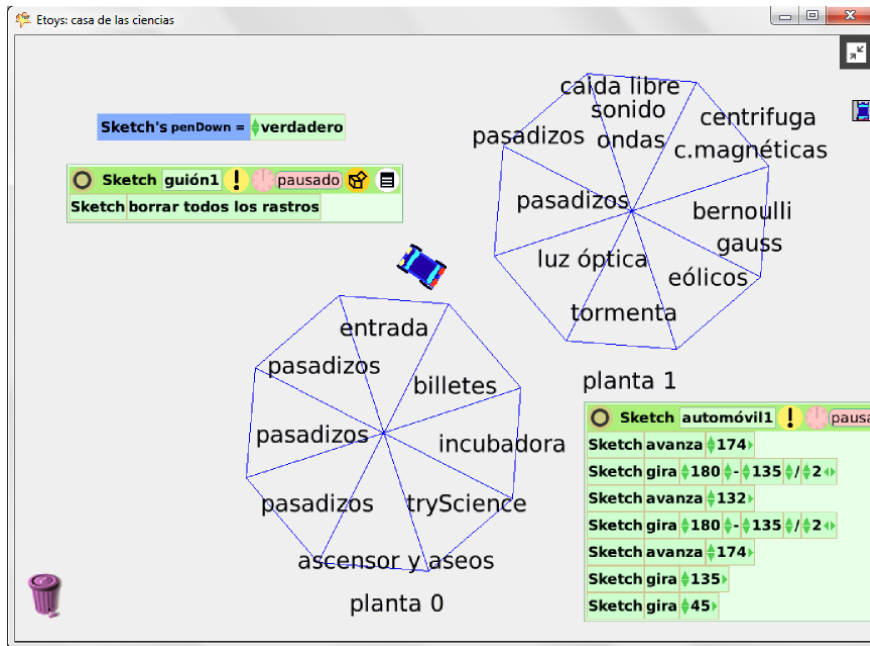 Etoys: casa de las ciencias
Sketch's penDown = verdadero
Sketch guión1 ! pausado
Sketch borrar todos los rastros
caida libre
sonido
pasadizos ondas
centrifuga
c.magnéticas
pasadizos
bernoulli
gauss
luz óptica
eólicos
tormenta
planta 1
entrada
pasadizos
billetes
pasadizos
incubadora
pasadizos
tryScience
ascensor y aseos
planta 0
Sketch automóvil1 ! pausa
Sketch avanza 174
Sketch gira 180 - 135 / 2
Sketch avanza 132
Sketch gira 180 - 135 / 2
Sketch avanza 174
Sketch gira 135
Sketch gira 45